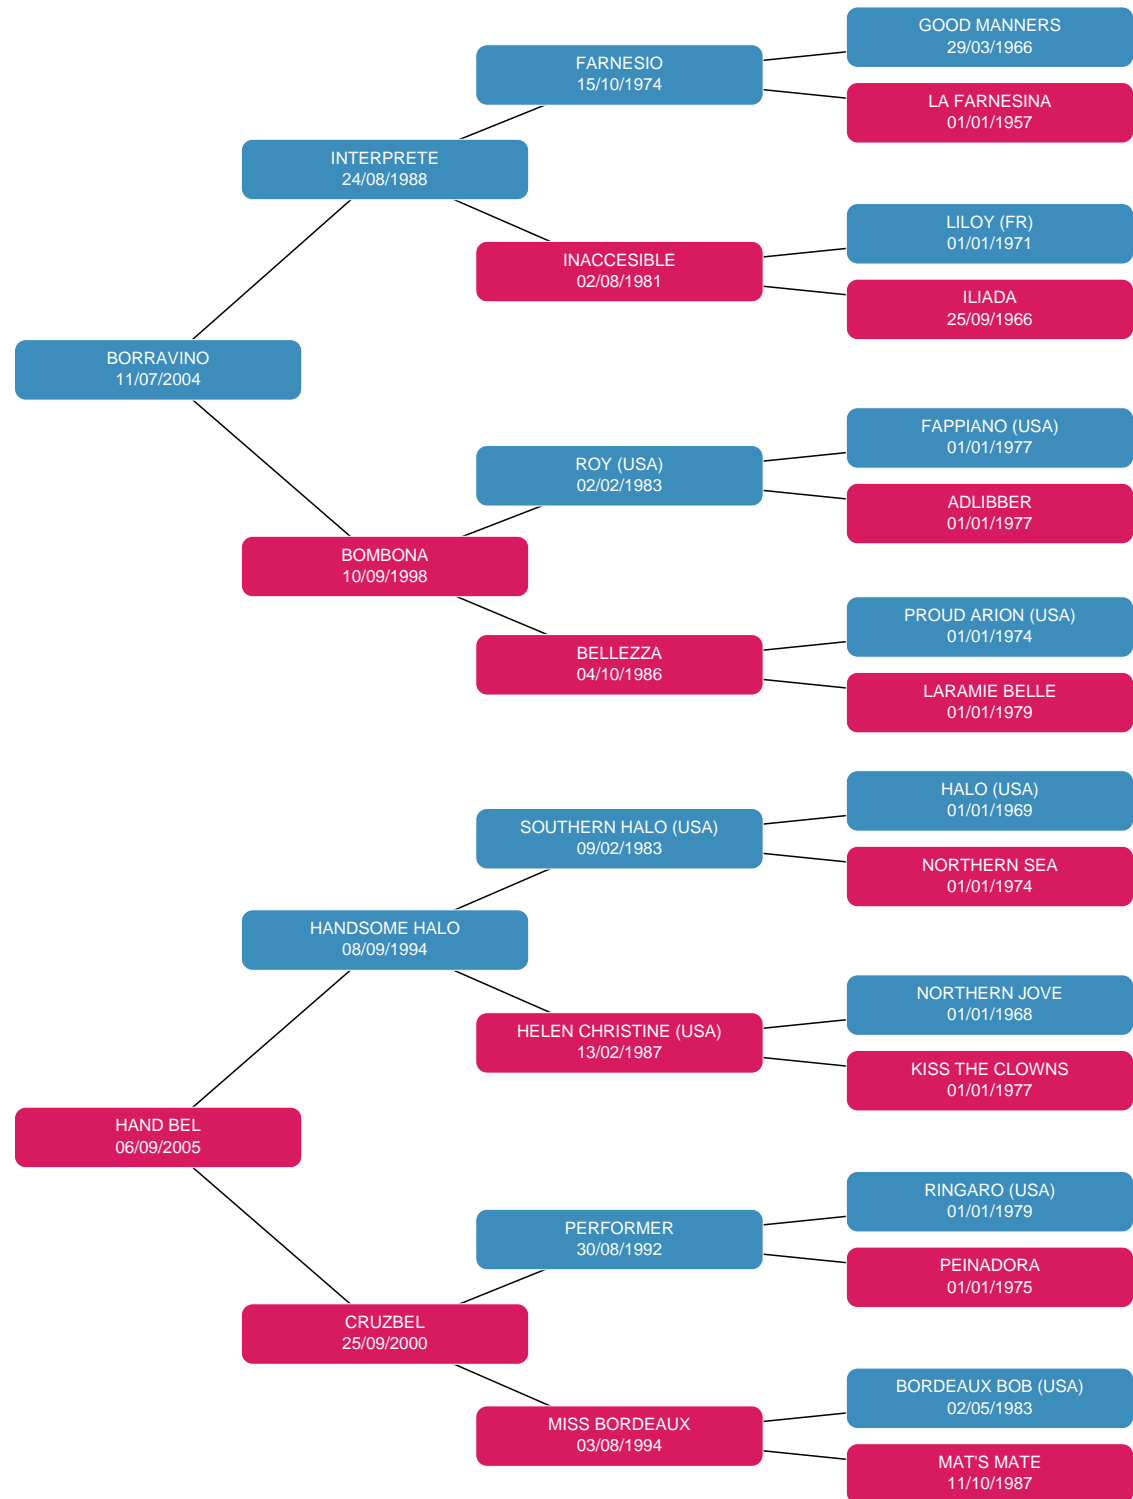 GOOD MANNERS
29/03/1966
FARNESIO
15/10/1974
LA FARNESINA
01/01/1957
INTERPRETE
24/08/1988
LILOY (FR)
01/01/1971
INACCESIBLE
02/08/1981
ILIADA
25/09/1966
BORRAVINO
11/07/2004
FAPPIANO (USA)
01/01/1977
ROY (USA)
02/02/1983
ADLIBBER
01/01/1977
BOMBONA
10/09/1998
PROUD ARION (USA)
01/01/1974
BELLEZZA
04/10/1986
LARAMIE BELLE
01/01/1979
HALO (USA)
01/01/1969
SOUTHERN HALO (USA)
09/02/1983
NORTHERN SEA
01/01/1974
HANDSOME HALO
08/09/1994
NORTHERN JOVE
01/01/1968
HELEN CHRISTINE (USA)
13/02/1987
KISS THE CLOWNS
01/01/1977
HAND BEL
06/09/2005
RINGARO (USA)
01/01/1979
PERFORMER
30/08/1992
PEINADORA
01/01/1975
CRUZBEL
25/09/2000
BORDEAUX BOB (USA)
02/05/1983
MISS BORDEAUX
03/08/1994
MAT'S MATE
11/10/1987